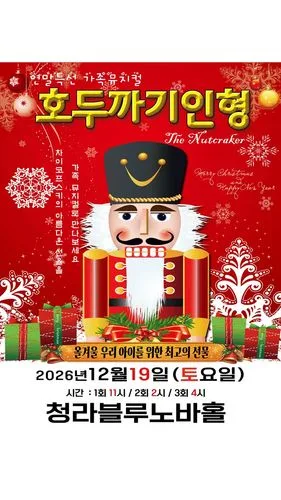 연말특선 가족뮤지컬
호두까기인형
The Nutcraker
차이코프스키의 아름다운 선율을
가족 뮤지컬로 만나보세요
Merry Christmas
and
Happy New Year
올겨울 우리 아이를 위한 최고의 선물
2026년12월19일(토요일)
시간 : 1회 11시 / 2회 2시 / 3회 4시
청라블루노바홀